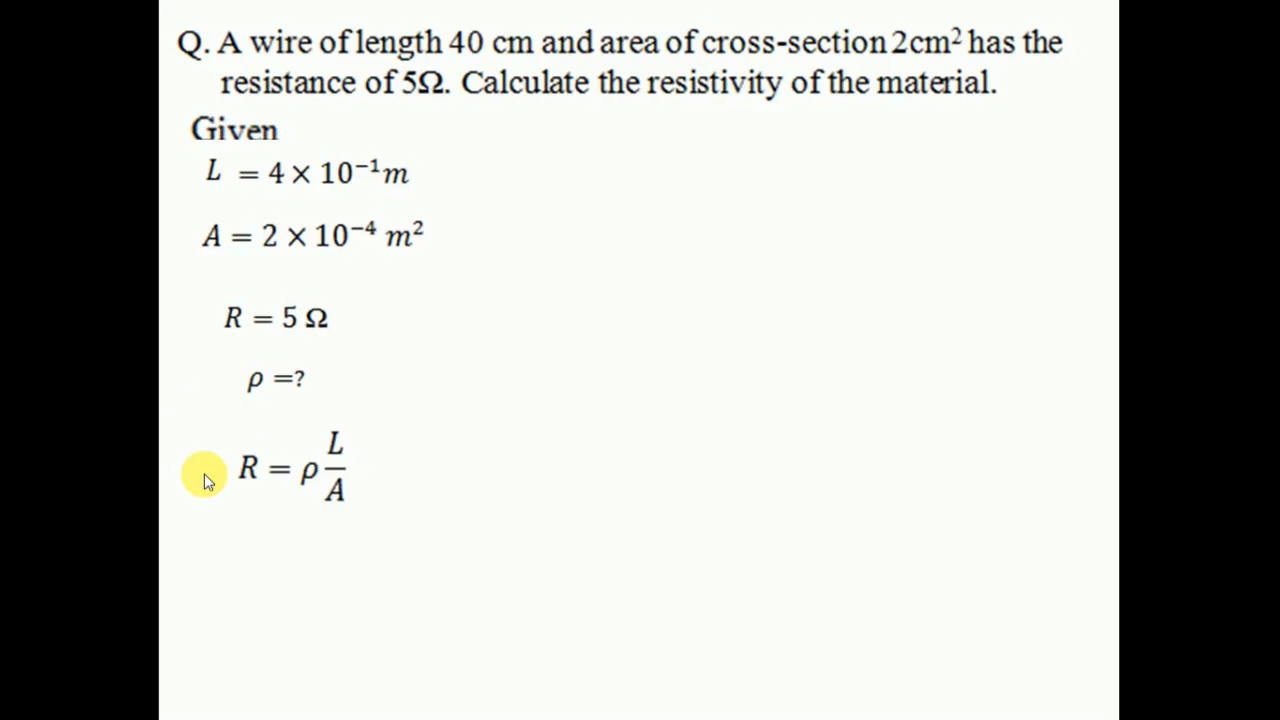 Q. A wire of length 40 cm and area of cross-section 2cm² has the
resistance of 5Ω. Calculate the resistivity of the material.
Given
L = 4 × 10⁻¹m
A = 2 × 10⁻⁴ m²
R = 5 Ω
ρ =?
R = ρ L/A